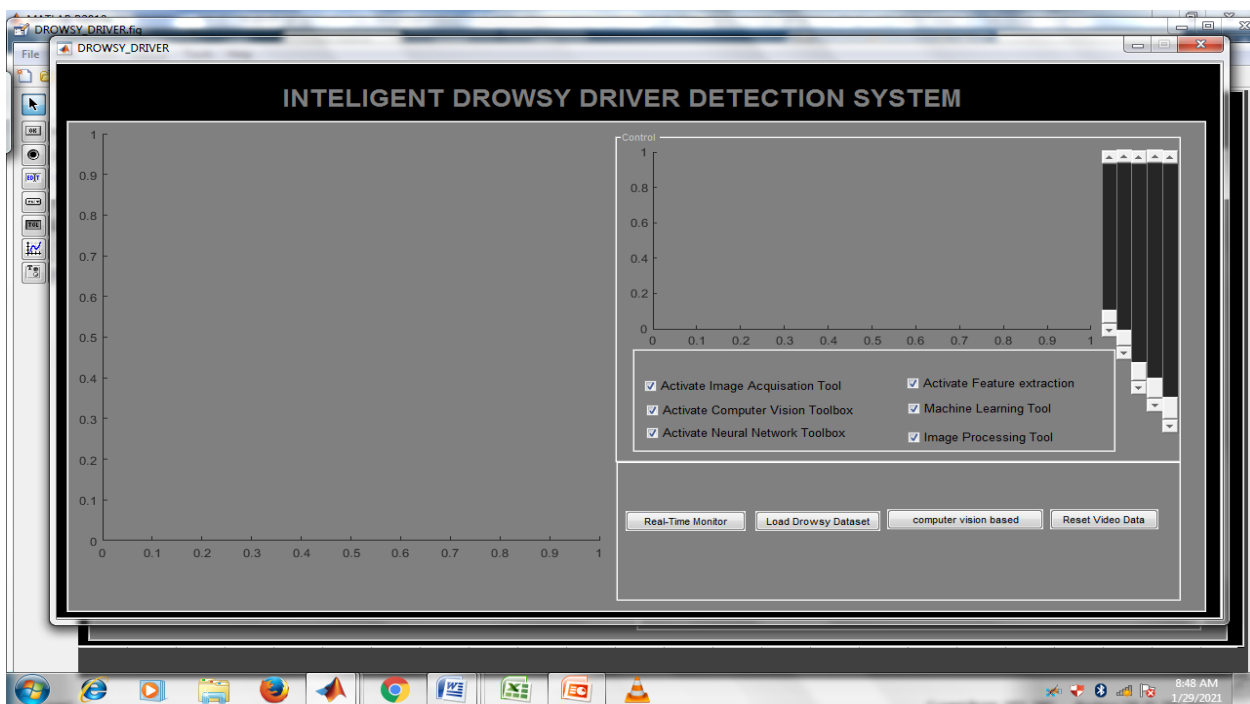 DROWSY_DRIVER.fig
File
DROWSY_DRIVER
INTELIGENT DROWSY DRIVER DETECTION SYSTEM
1
0.9
0.8
0.7
0.6
0.5
0.4
0.3
0.2
0.1
0
0 0.1 0.2 0.3 0.4 0.5 0.6 0.7 0.8 0.9 1
Control
1
0.8
0.6
0.4
0.2
0
0 0.1 0.2 0.3 0.4 0.5 0.6 0.7 0.8 0.9 1
Activate Image Acquisation Tool
Activate Feature extraction
Activate Computer Vision Toolbox
Machine Learning Tool
Activate Neural Network Toolbox
Image Processing Tool
Real-Time Monitor
Load Drowsy Dataset
computer vision based
Reset Video Data
OK
EDIT
TGL
8:48 AM
1/29/2021